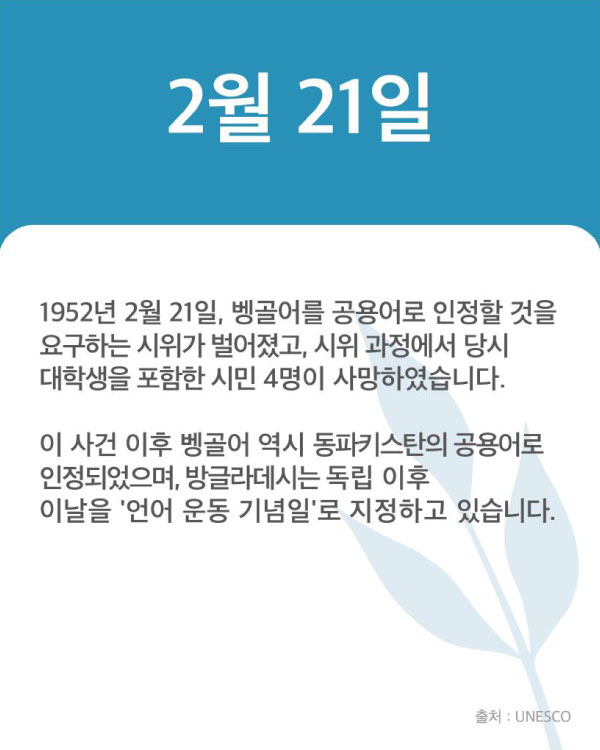 2월 21일
1952년 2월 21일, 벵골어를 공용어로 인정할 것을
요구하는 시위가 벌어졌고, 시위 과정에서 당시
대학생을 포함한 시민 4명이 사망하였습니다.
이 사건 이후 벵골어 역시 동파키스탄의 공용어로
인정되었으며, 방글라데시는 독립 이후
이날을 '언어 운동 기념일'로 지정하고 있습니다.
출처 : UNESCO